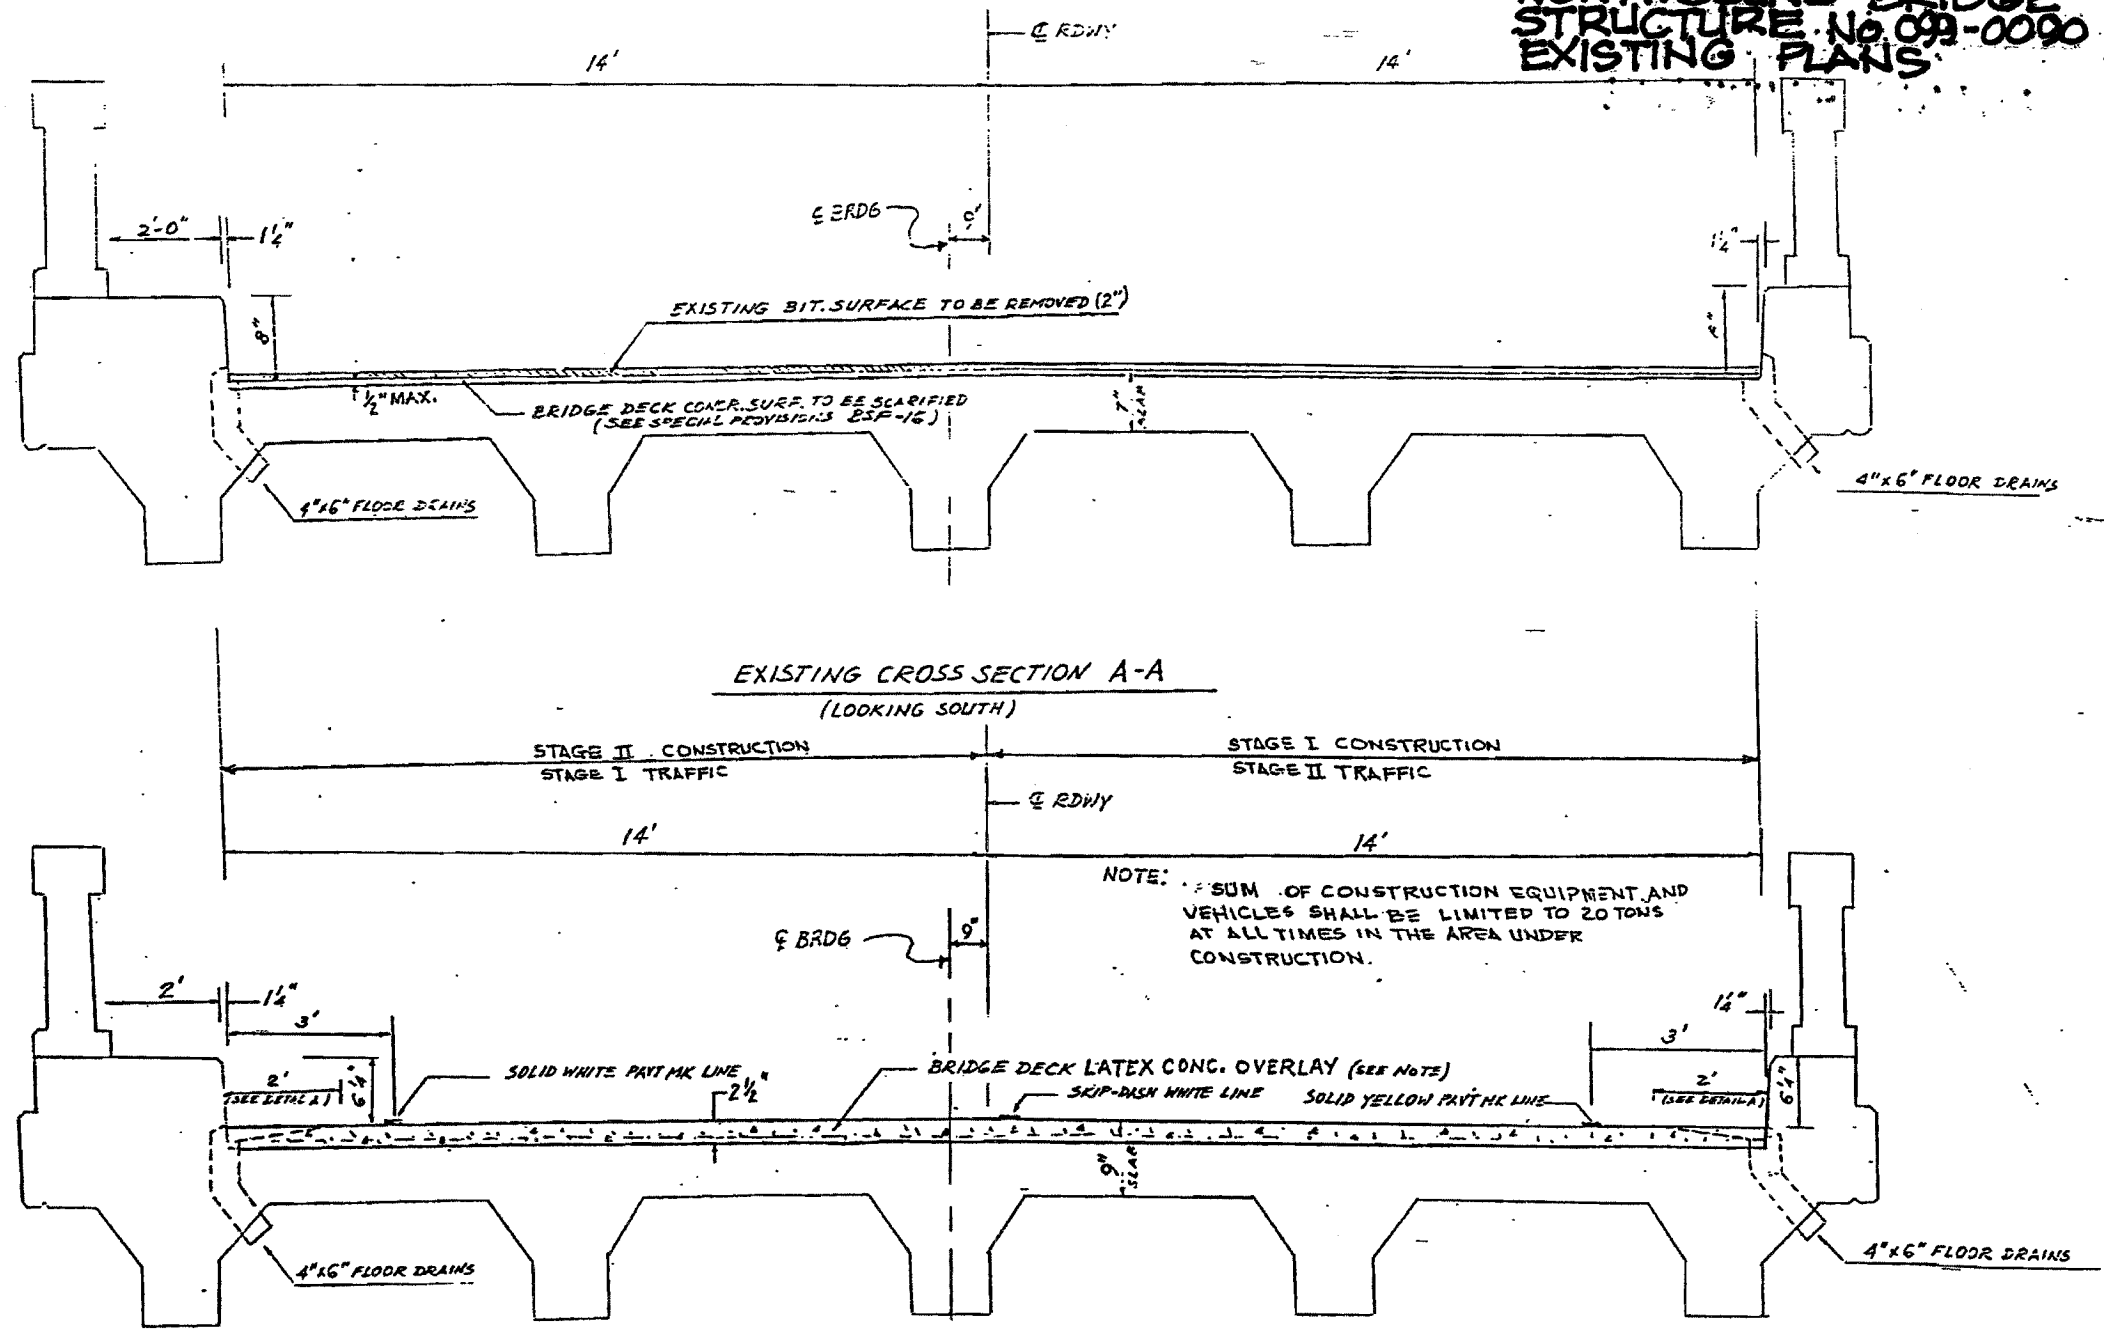 BRIDGE
STRUCTURE No. 099-0090
EXISTING PLANS
℄ RDWY
14'
14'
2'-0"
1¼"
℄
1¼"
8"
EXISTING BIT. SURFACE TO BE REMOVED (2")
½" MAX.
BRIDGE DECK CONCR. SURF. TO BE SCARIFIED
(SEE SPECIAL PROVISIONS
7"
SLAB
4"x6" FLOOR DRAINS
4"x6" FLOOR DRAINS
EXISTING CROSS SECTION A-A
(LOOKING SOUTH)
STAGE II CONSTRUCTION
STAGE I TRAFFIC
STAGE I CONSTRUCTION
STAGE II TRAFFIC
℄ RDWY
14'
14'
NOTE: SUM OF CONSTRUCTION EQUIPMENT AND
VEHICLES SHALL BE LIMITED TO 20 TONS
AT ALL TIMES IN THE AREA UNDER
CONSTRUCTION.
℄ BRDG
9"
2'
1¼"
3'
1¼"
3'
SOLID WHITE PAVT MK LINE
2½"
BRIDGE DECK LATEX CONC. OVERLAY (SEE NOTE)
SKIP-DASH WHITE LINE
SOLID YELLOW PAVT MK LINE
2'
(SEE DETAIL A)
6¼"
2'
(SEE DETAIL A)
6¼"
9"
SLAB
4"x6" FLOOR DRAINS
4"x6" FLOOR DRAINS